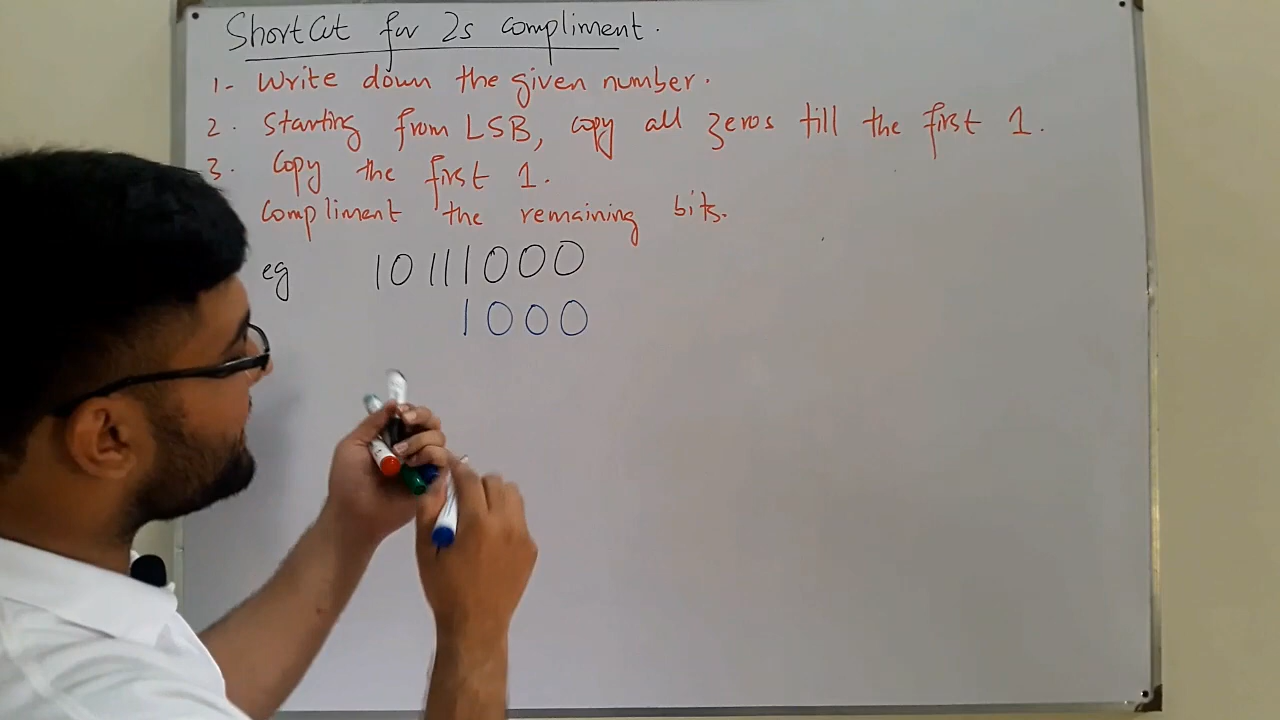 ShortCut for 2s compliment.
1- Write down the given number.
2. Starting from LSB, copy all zeros till the first 1.
3. Copy the first 1.
Compliment the remaining bits.
eg 10111000
1000